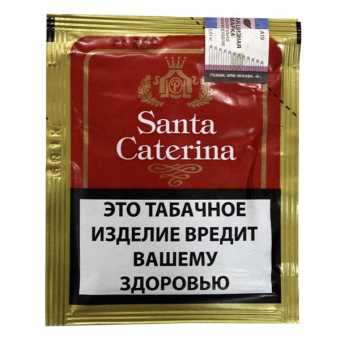 Santa
Caterina
ЭТО ТАБАЧНОЕ
ИЗДЕЛИЕ ВРЕДИТ
ВАШЕМУ
ЗДОРОВЬЮ